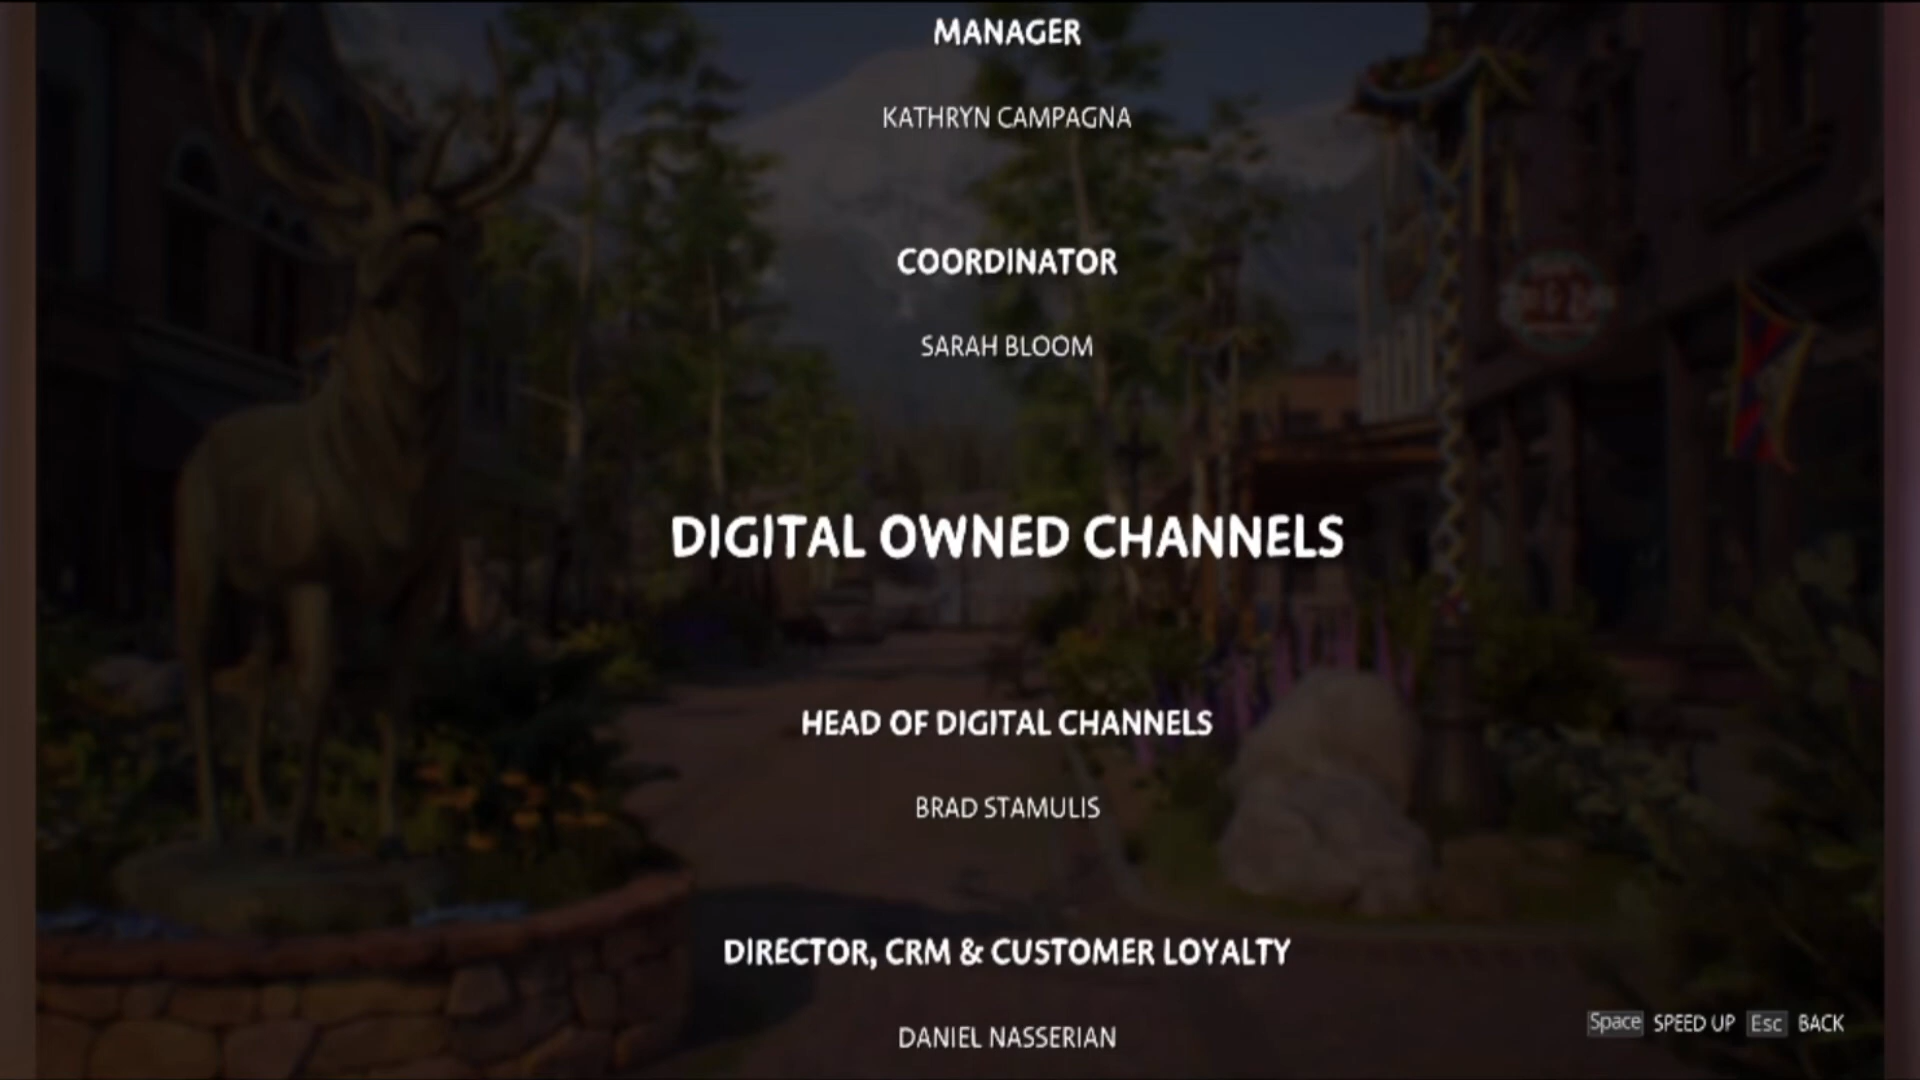 MANAGER
KATHRYN CAMPAGNA
COORDINATOR
SARAH BLOOM
DIGITAL OWNED CHANNELS
HEAD OF DIGITAL CHANNELS
BRAD STAMULIS
DIRECTOR, CRM & CUSTOMER LOYALTY
DANIEL NASSERIAN
Space SPEED UP Esc BACK